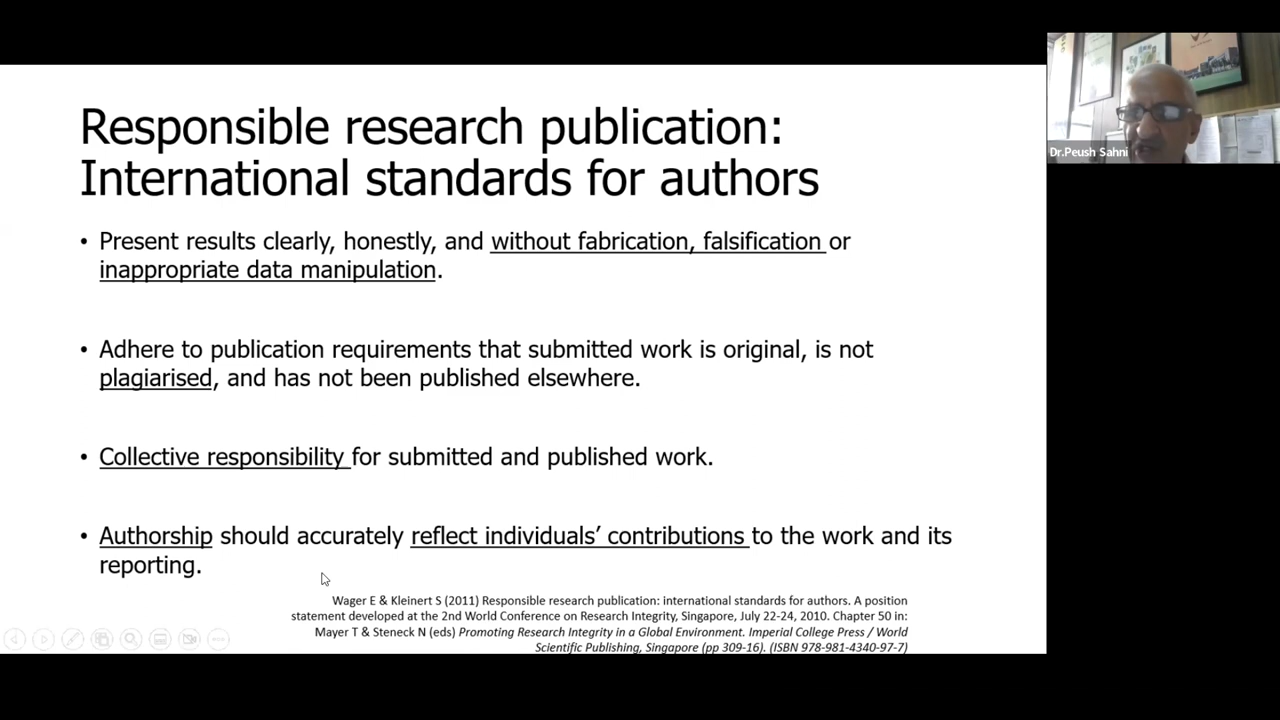 Responsible research publication:
International standards for authors
• Present results clearly, honestly, and without fabrication, falsification or
inappropriate data manipulation.
• Adhere to publication requirements that submitted work is original, is not
plagiarised, and has not been published elsewhere.
• Collective responsibility for submitted and published work.
• Authorship should accurately reflect individuals’ contributions to the work and its
reporting.
Wager E & Kleinert S (2011) Responsible research publication: international standards for authors. A position
statement developed at the 2nd World Conference on Research Integrity, Singapore, July 22-24, 2010. Chapter 50 in:
Mayer T & Steneck N (eds) Promoting Research Integrity in a Global Environment. Imperial College Press / World
Scientific Publishing, Singapore (pp 309-16). (ISBN 978-981-4340-97-7)
Dr.Peush Sahni